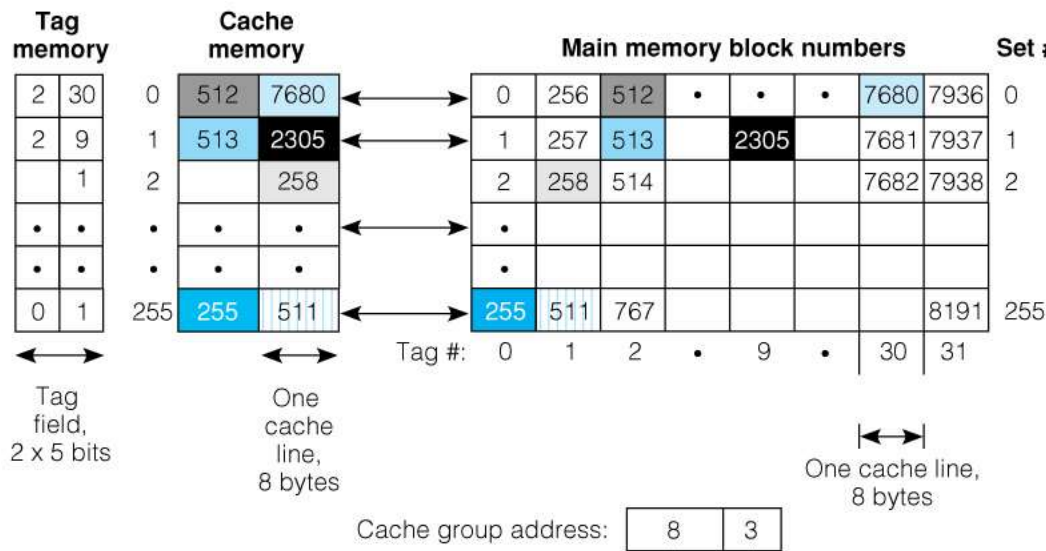 Tag memory
Cache memory
Main memory block numbers
Set #
2 30 0 512 7680 0 256 512 • • • 7680 7936 0
2 9 1 513 2305 1 257 513 2305 7681 7937 1
1 2 258 2 258 514 7682 7938 2
• • • • • •
• • • • • •
0 1 255 255 511 255 511 767 8191 255
Tag #: 0 1 2 • 9 • 30 31
Tag field, 2 x 5 bits
One cache line, 8 bytes
One cache line, 8 bytes
Cache group address: 8 3